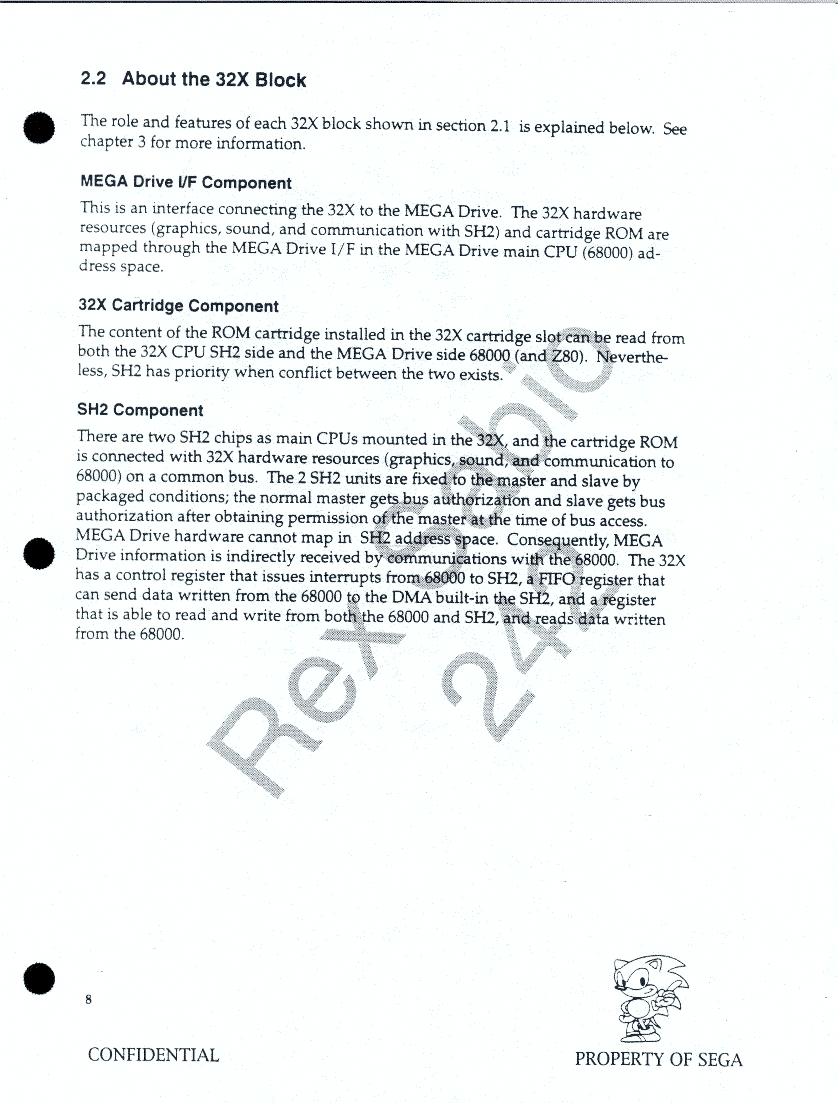 2.2 About the 32X Block
The role and features of each 32X block shown in section 2.1 is explained below. See
chapter 3 for more information.
MEGA Drive I/F Component
This is an interface connecting the 32X to the MEGA Drive. The 32X hardware
resources (graphics, sound, and communication with SH2) and cartridge ROM are
mapped through the MEGA Drive I/F in the MEGA Drive main CPU (68000) ad-
dress space.
32X Cartridge Component
The content of the ROM cartridge installed in the 32X cartridge slot can be read from
both the 32X CPU SH2 side and the MEGA Drive side 68000 (and Z80). Neverthe-
less, SH2 has priority when conflict between the two exists.
SH2 Component
There are two SH2 chips as main CPUs mounted in the 32X, and the cartridge ROM
is connected with 32X hardware resources (graphics, sound, and communication to
68000) on a common bus. The 2 SH2 units are fixed to the master and slave by
packaged conditions; the normal master gets bus authorization and slave gets bus
authorization after obtaining permission of the master at the time of bus access.
MEGA Drive hardware cannot map in SH2 address space. Consequently, MEGA
Drive information is indirectly received by communications with the 68000. The 32X
has a control register that issues interrupts from 68000 to SH2, a FIFO register that
can send data written from the 68000 to the DMA built-in the SH2, and a register
that is able to read and write from both the 68000 and SH2, and reads data written
from the 68000.
Rex Sabio
242
8
CONFIDENTIAL
PROPERTY OF SEGA